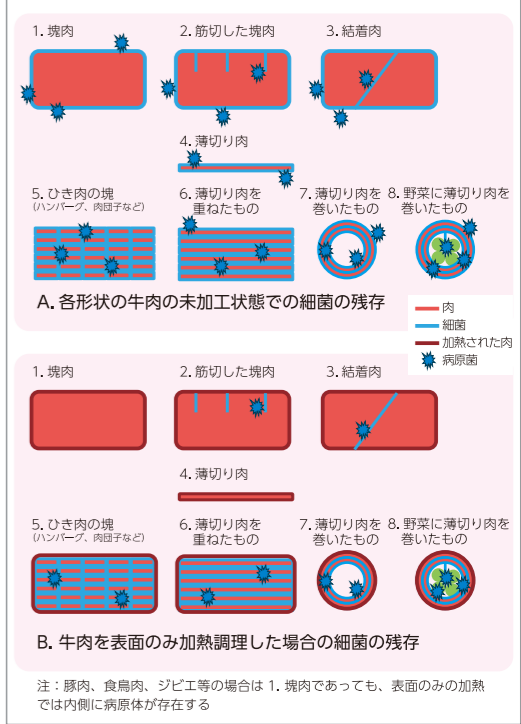 1. 塊肉
2. 筋切した塊肉
3. 結着肉
4. 薄切り肉
5. ひき肉の塊
(ハンバーグ、肉団子など)
6. 薄切り肉を
重ねたもの
7. 薄切り肉を
巻いたもの
8. 野菜に薄切り肉を
巻いたもの
A. 各形状の牛肉の未加工状態での細菌の残存
肉
細菌
加熱された肉
病原菌
1. 塊肉
2. 筋切した塊肉
3. 結着肉
4. 薄切り肉
5. ひき肉の塊
(ハンバーグ、肉団子など)
6. 薄切り肉を
重ねたもの
7. 薄切り肉を
巻いたもの
8. 野菜に薄切り肉を
巻いたもの
B. 牛肉を表面のみ加熱調理した場合の細菌の残存
注：豚肉、食鳥肉、ジビエ等の場合は 1. 塊肉であっても、表面のみの加熱
では内側に病原体が存在する